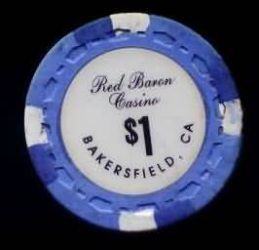 Red Baron
Casino
$1
BAKERSFIELD, CA